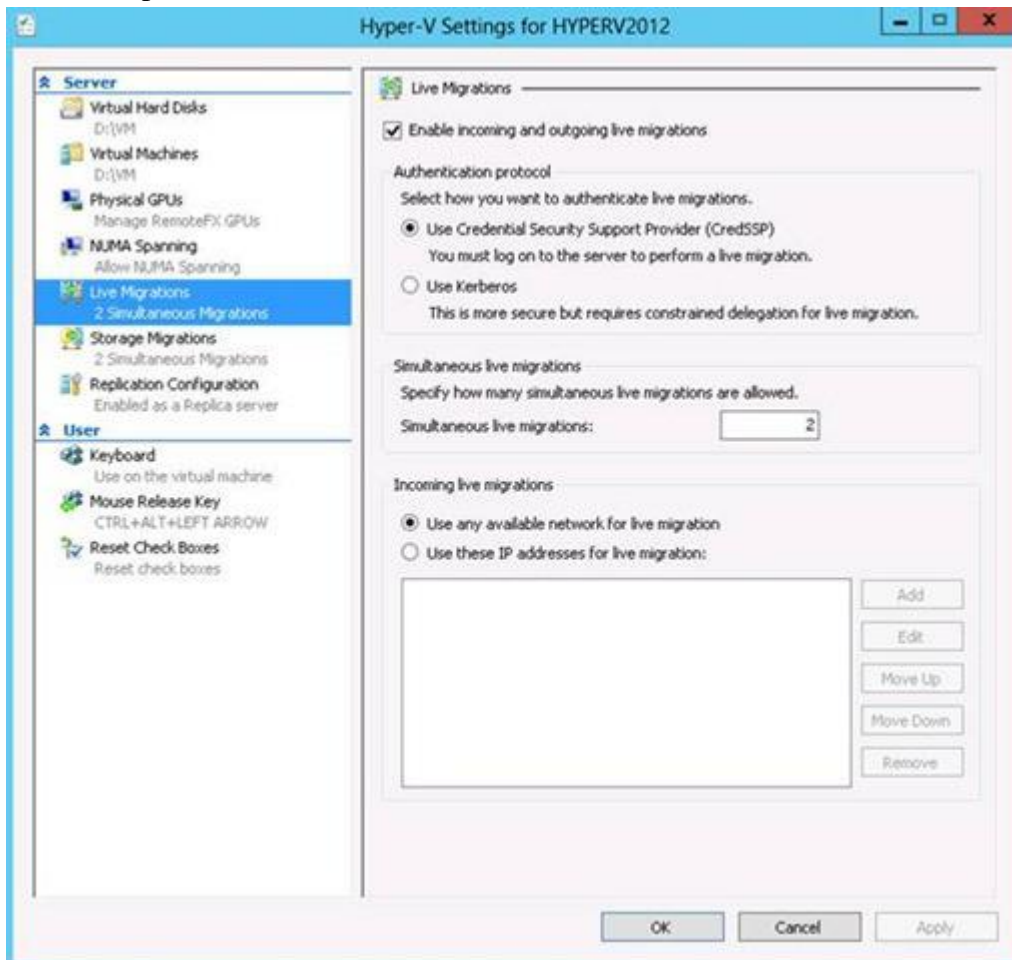 Hyper-V Settings for HYPERV2012
Server
Virtual Hard Disks
D:\VM
Virtual Machines
D:\VM
Physical GPUs
Manage RemoteFX GPUs
NUMA Spanning
Allow NUMA Spanning
Live Migrations
2 Simultaneous Migrations
Storage Migrations
2 Simultaneous Migrations
Replication Configuration
Enabled as a Replica server
User
Keyboard
Use on the virtual machine
Mouse Release Key
CTRL+ALT+LEFT ARROW
Reset Check Boxes
Reset check boxes
Live Migrations
Enable incoming and outgoing live migrations
Authentication protocol
Select how you want to authenticate live migrations.
Use Credential Security Support Provider (CredSSP)
You must log on to the server to perform a live migration.
Use Kerberos
This is more secure but requires constrained delegation for live migration.
Simultaneous live migrations
Specify how many simultaneous live migrations are allowed.
Simultaneous live migrations: 2
Incoming live migrations
Use any available network for live migration
Use these IP addresses for live migration:
Add
Edit
Move Up
Move Down
Remove
OK Cancel Apply